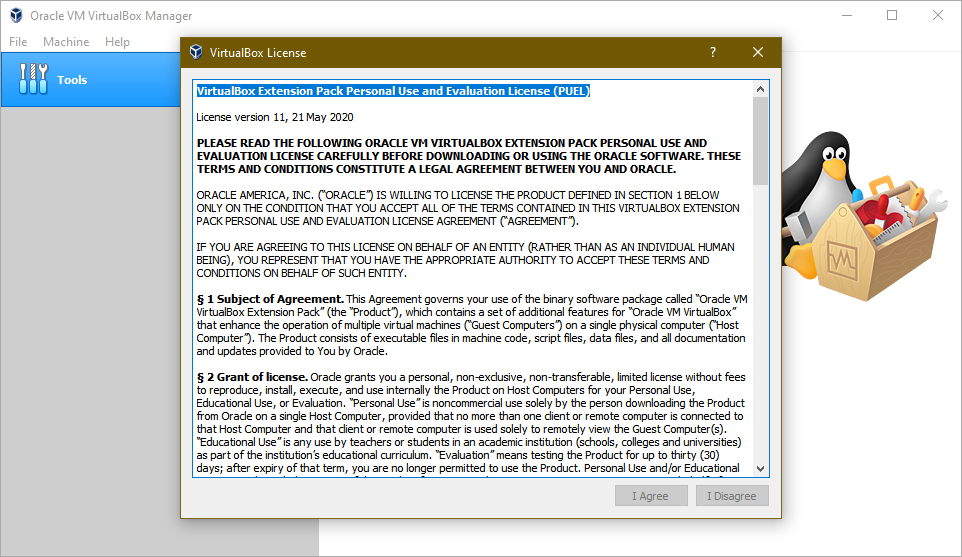 Oracle VM VirtualBox Manager
File Machine Help
Tools
VirtualBox License
?
VirtualBox Extension Pack Personal Use and Evaluation License (PUEL)
License version 11, 21 May 2020
PLEASE READ THE FOLLOWING ORACLE VM VIRTUALBOX EXTENSION PACK PERSONAL USE AND
EVALUATION LICENSE CAREFULLY BEFORE DOWNLOADING OR USING THE ORACLE SOFTWARE. THESE
TERMS AND CONDITIONS CONSTITUTE A LEGAL AGREEMENT BETWEEN YOU AND ORACLE.
ORACLE AMERICA, INC. (“ORACLE”) IS WILLING TO LICENSE THE PRODUCT DEFINED IN SECTION 1 BELOW
ONLY ON THE CONDITION THAT YOU ACCEPT ALL OF THE TERMS CONTAINED IN THIS VIRTUALBOX EXTENSION
PACK PERSONAL USE AND EVALUATION LICENSE AGREEMENT (“AGREEMENT”).
IF YOU ARE AGREEING TO THIS LICENSE ON BEHALF OF AN ENTITY (RATHER THAN AS AN INDIVIDUAL HUMAN
BEING), YOU REPRESENT THAT YOU HAVE THE APPROPRIATE AUTHORITY TO ACCEPT THESE TERMS AND
CONDITIONS ON BEHALF OF SUCH ENTITY.
§ 1 Subject of Agreement. This Agreement governs your use of the binary software package called “Oracle VM
VirtualBox Extension Pack” (the “Product”), which contains a set of additional features for “Oracle VM VirtualBox”
that enhance the operation of multiple virtual machines (“Guest Computers”) on a single physical computer (“Host
Computer”). The Product consists of executable files in machine code, script files, data files, and all documentation
and updates provided to You by Oracle.
§ 2 Grant of license. Oracle grants you a personal, non-exclusive, non-transferable, limited license without fees
to reproduce, install, execute, and use internally the Product on Host Computers for your Personal Use,
Educational Use, or Evaluation. “Personal Use” is noncommercial use solely by the person downloading the Product
from Oracle on a single Host Computer, provided that no more than one client or remote computer is connected to
that Host Computer and that client or remote computer is used solely to remotely view the Guest Computer(s).
“Educational Use” is any use by teachers or students in an academic institution (schools, colleges and universities)
as part of the institution’s educational curriculum. “Evaluation” means testing the Product for up to thirty (30)
days; after expiry of that term, you are no longer permitted to use the Product. Personal Use and/or Educational
I Agree
I Disagree